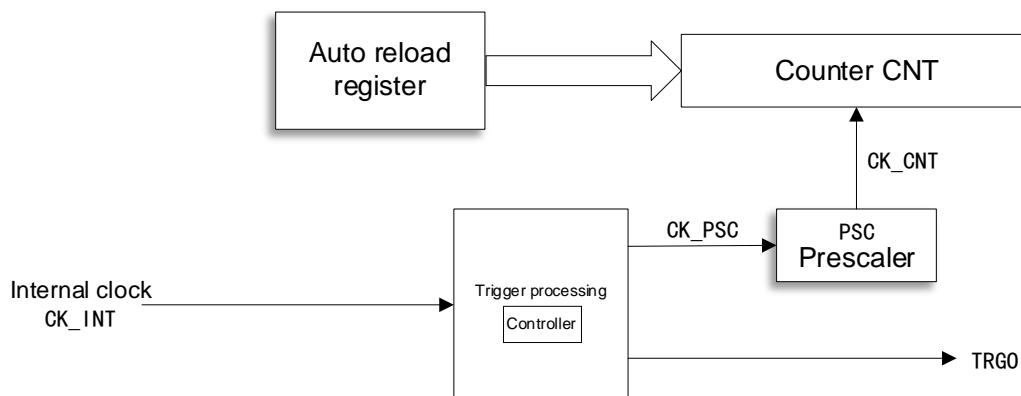 Auto reload
register
Counter CNT
CK_CNT
CK_PSC
PSC
Prescaler
Internal clock
CK_INT
Trigger processing
Controller
TRGO